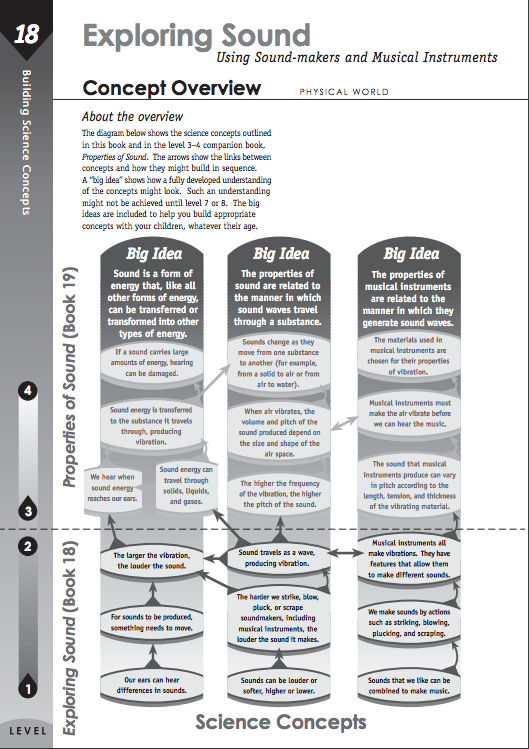 18
Building Science Concepts
Exploring Sound
Using Sound-makers and Musical Instruments
Concept Overview
PHYSICAL WORLD
About the overview
The diagram below shows the science concepts outlined
in this book and in the level 3–4 companion book,
Properties of Sound. The arrows show the links between
concepts and how they might build in sequence.
A “big idea” shows how a fully developed understanding
of the concepts might look. Such an understanding
might not be achieved until level 7 or 8. The big
ideas are included to help you build appropriate
concepts with your children, whatever their age.
Properties of Sound (Book 19)
Exploring Sound (Book 18)
4
3
2
1
LEVEL
Big Idea
Sound is a form of
energy that, like all
other forms of energy,
can be transferred or
transformed into other
types of energy.
If a sound carries large
amounts of energy, hearing
can be damaged.
Sound energy is transferred
to the substance it travels
through, producing
vibration.
We hear when
sound energy
reaches our ears.
Sound energy can
travel through
solids, liquids,
and gases.
The larger the vibration,
the louder the sound.
For sounds to be produced,
something needs to move.
Our ears can hear
differences in sounds.
Big Idea
The properties of
sound are related to
the manner in which
sound waves travel
through a substance.
Sounds change as they
move from one substance
to another (for example,
from a solid to air or from
air to water).
When air vibrates, the
volume and pitch of the
sound produced depend on
the size and shape of the
air space.
The higher the frequency
of the vibration, the higher
the pitch of the sound.
Sound travels as a wave,
producing vibration.
The harder we strike, blow,
pluck, or scrape
soundmakers, including
musical instruments, the
louder the sound it makes.
Sounds can be louder or
softer, higher or lower.
Big Idea
The properties of
musical instruments
are related to the
manner in which they
generate sound waves.
The materials used in
musical instruments are
chosen for their properties
of vibration.
Musical instruments must
make the air vibrate before
we can hear the music.
The sound that musical
instruments produce can vary
in pitch according to the
length, tension, and thickness
of the vibrating material.
Musical instruments all
make vibrations. They have
features that allow them
to make different sounds.
We make sounds by actions
such as striking, blowing,
plucking, and scraping.
Sounds that we like can be
combined to make music.
Science Concepts